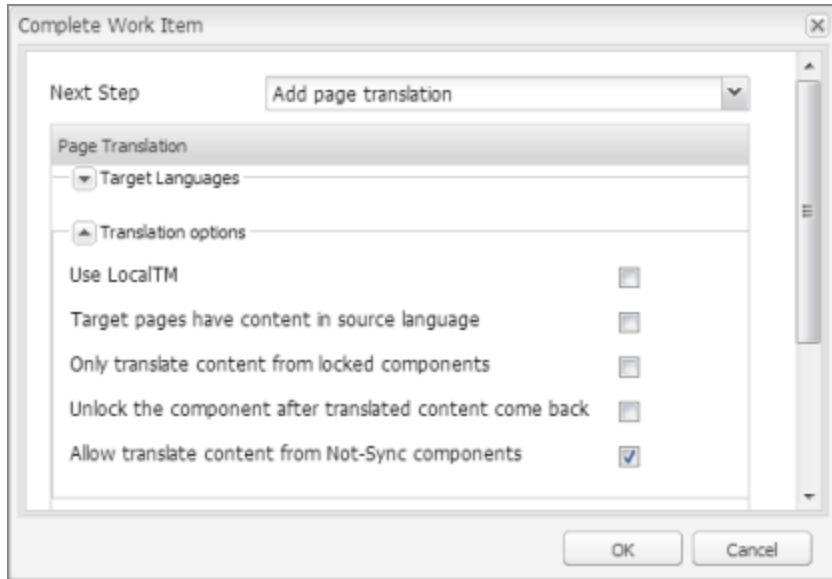 Complete Work Item
Next Step Add page translation
Page Translation
Target Languages
Translation options
Use LocalTM
Target pages have content in source language
Only translate content from locked components
Unlock the component after translated content come back
Allow translate content from Not-Sync components
OK Cancel